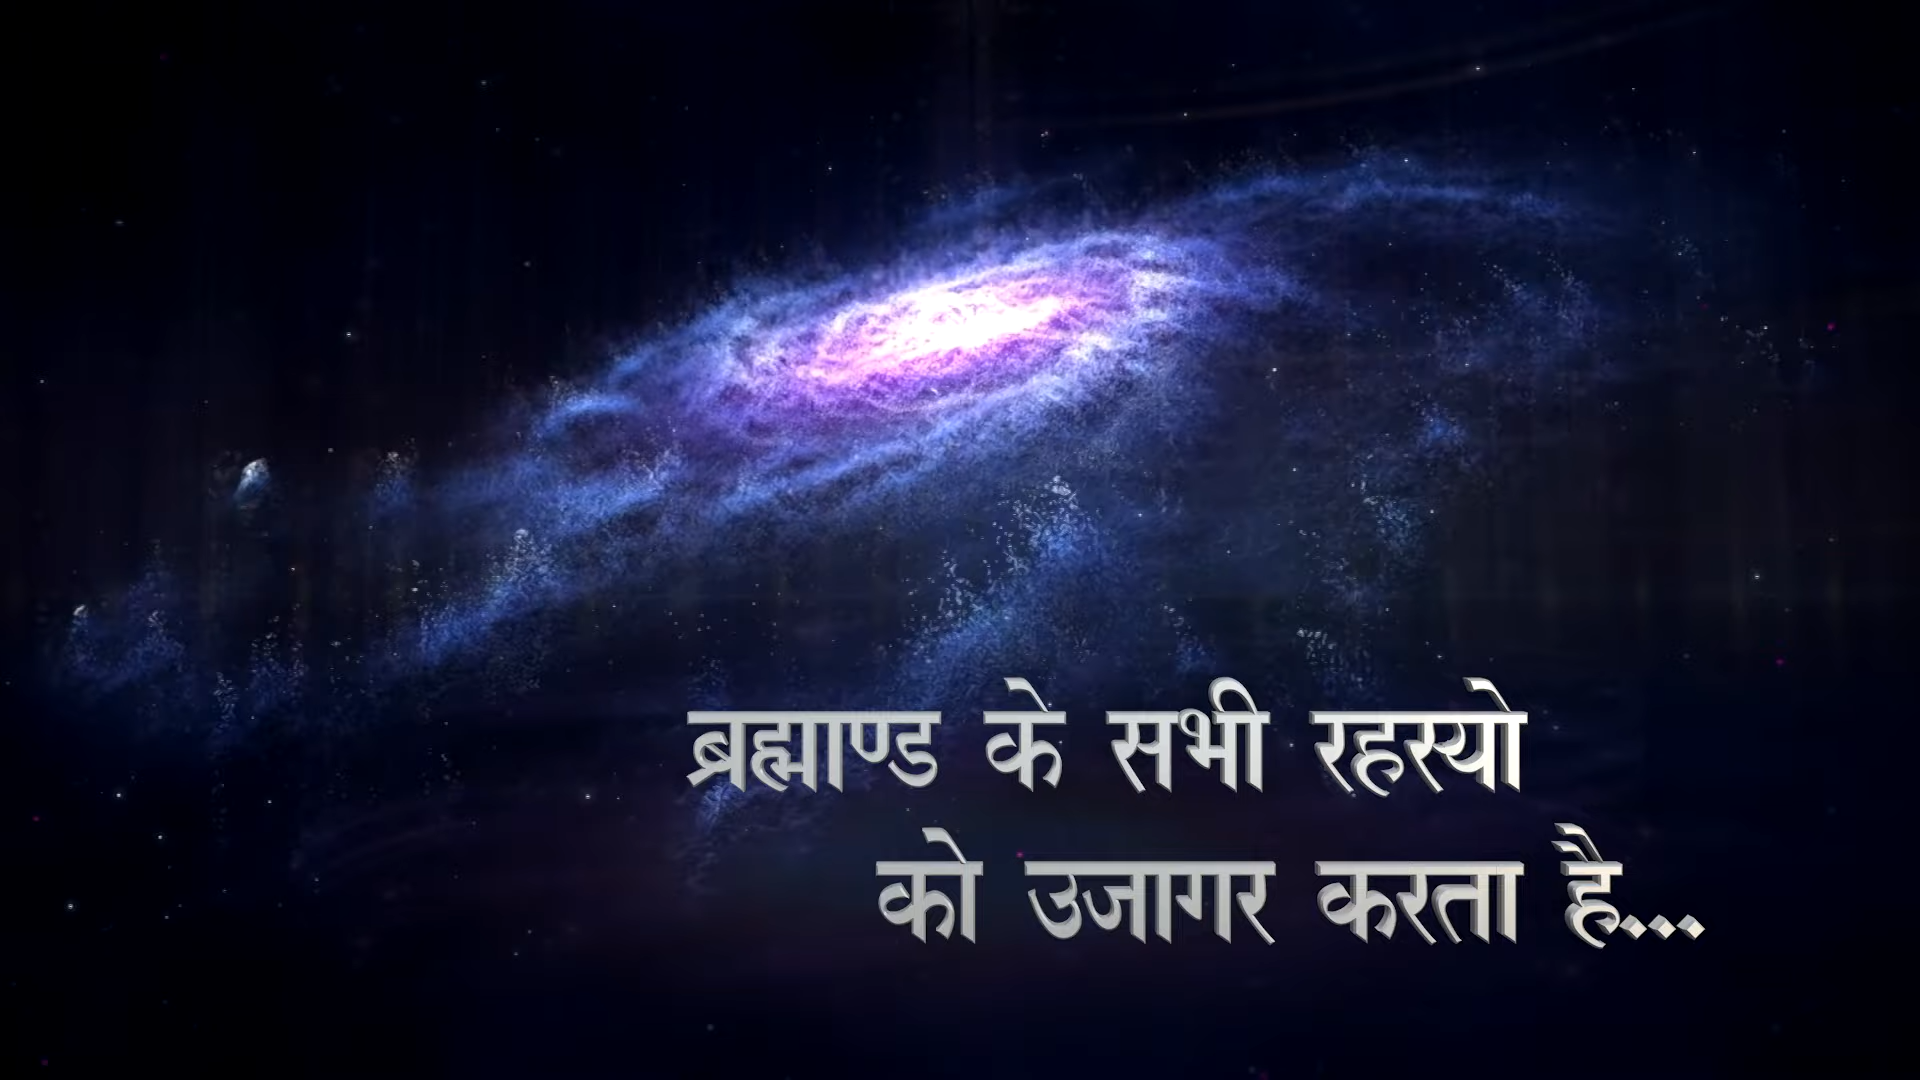 ब्रह्माण्ड के सभी रहस्यो
को उजागर करता है...